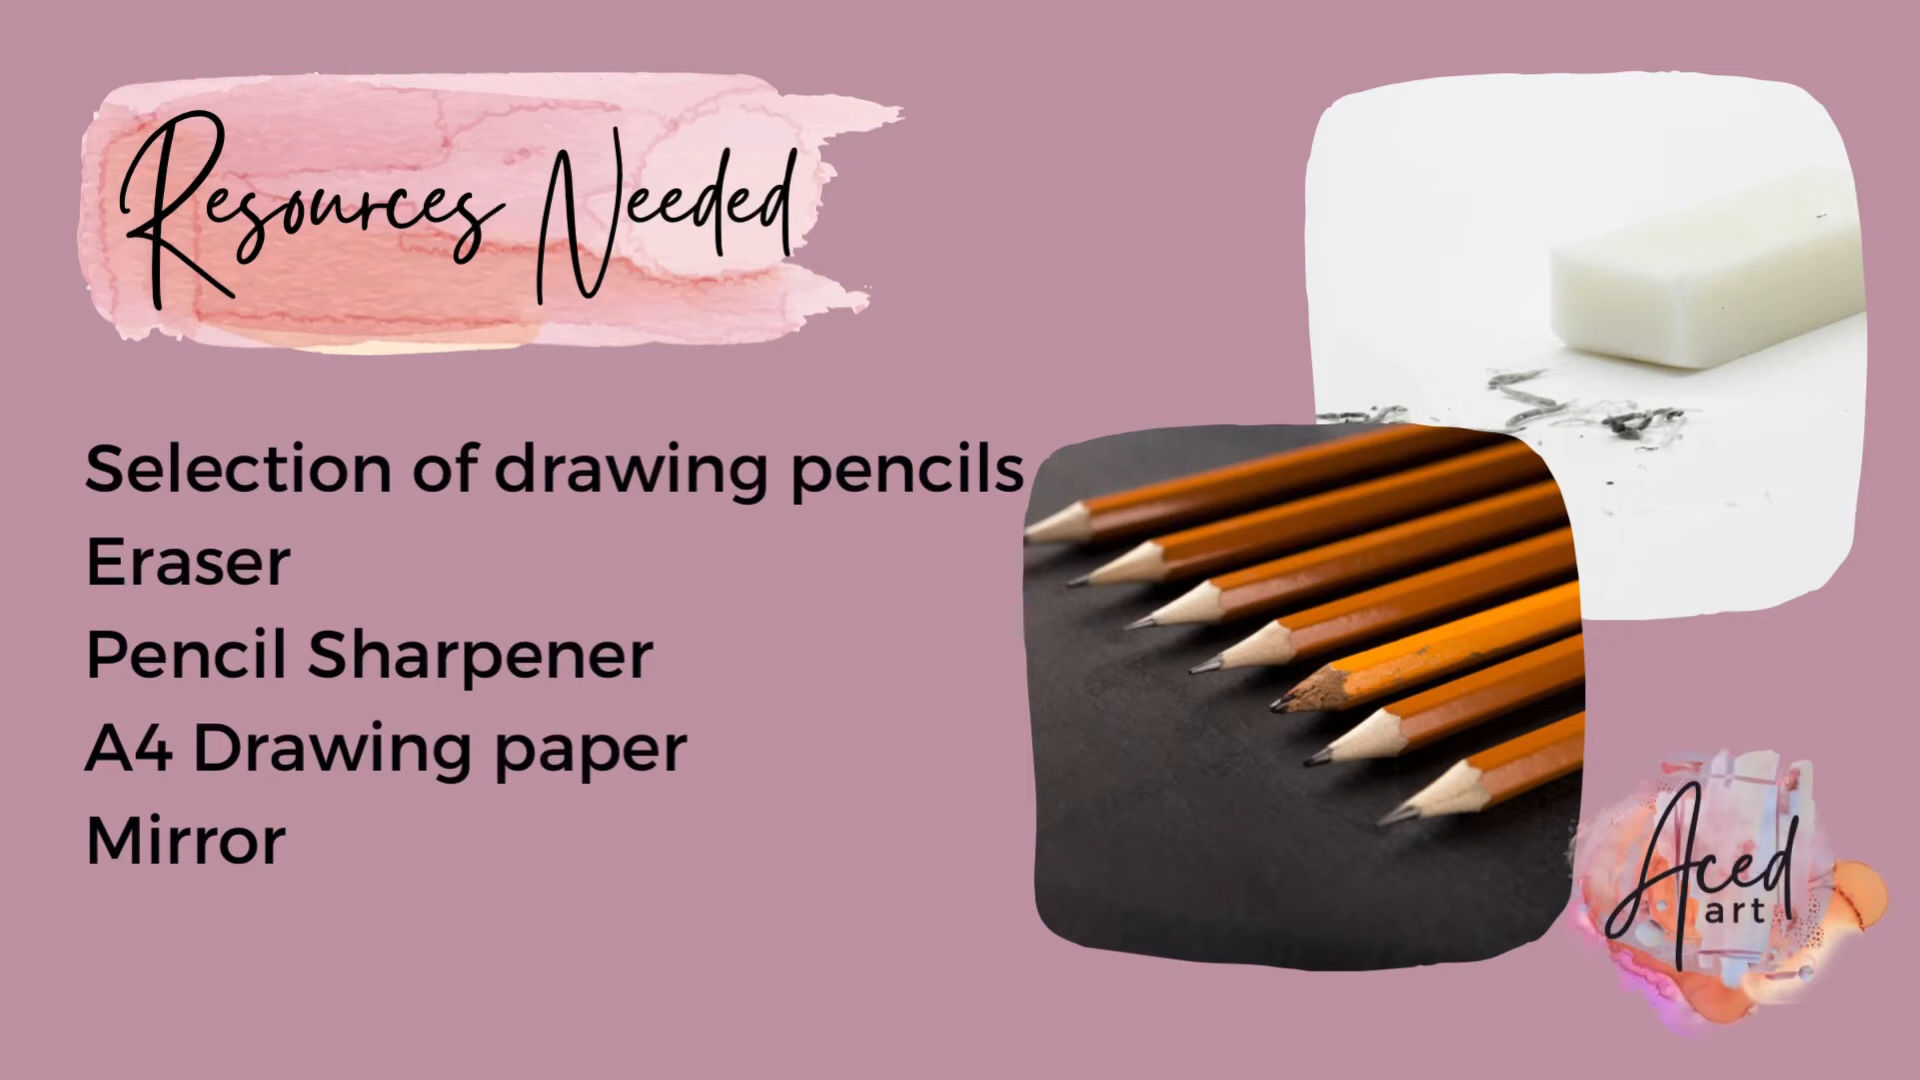 Resources Needed
Selection of drawing pencils
Eraser
Pencil Sharpener
A4 Drawing paper
Mirror
Aced
art